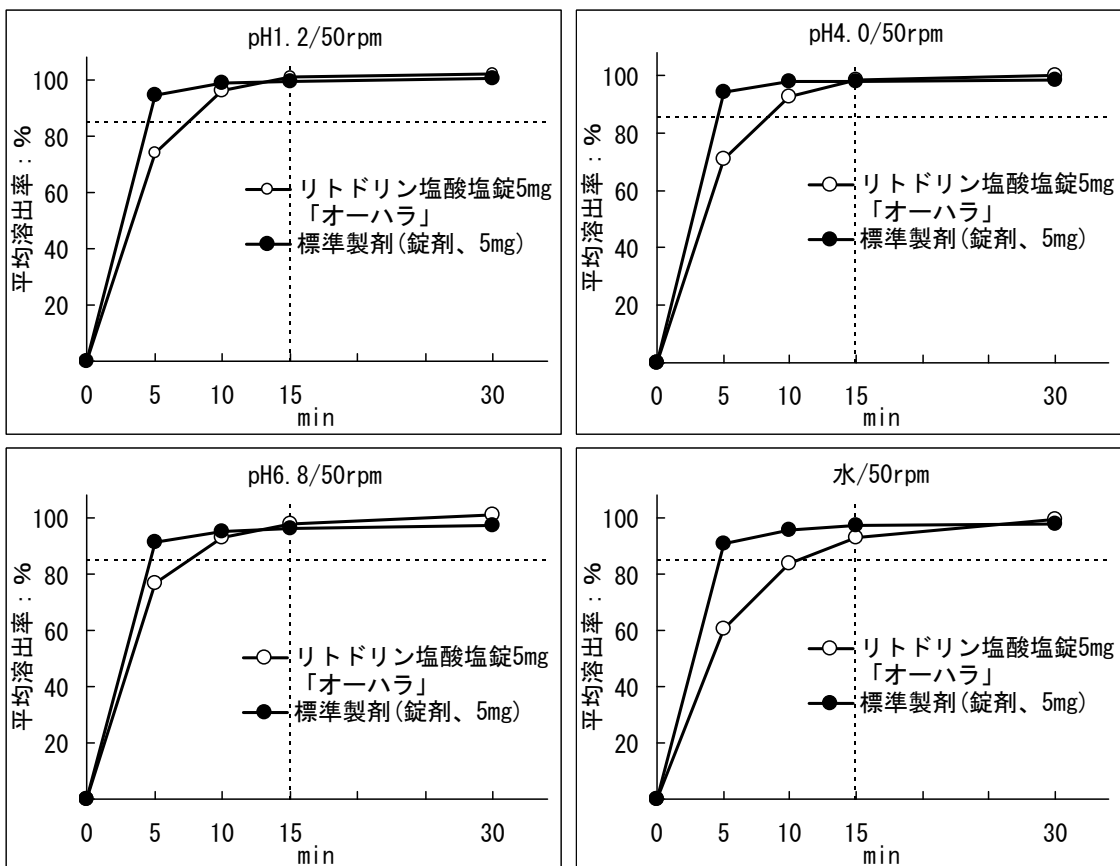 pH1.2/50rpm
平均溶出率:%
100
80
60
40
20
リトドリン塩酸塩錠5mg
「オーハラ」
標準製剤(錠剤、5mg)
0 5 10 15 30
min
pH4.0/50rpm
平均溶出率:%
100
80
60
40
20
リトドリン塩酸塩錠5mg
「オーハラ」
標準製剤(錠剤、5mg)
0 5 10 15 30
min
pH6.8/50rpm
平均溶出率:%
100
80
60
40
20
リトドリン塩酸塩錠5mg
「オーハラ」
標準製剤(錠剤、5mg)
0 5 10 15 30
min
水/50rpm
平均溶出率:%
100
80
60
40
20
リトドリン塩酸塩錠5mg
「オーハラ」
標準製剤(錠剤、5mg)
0 5 10 15 30
min